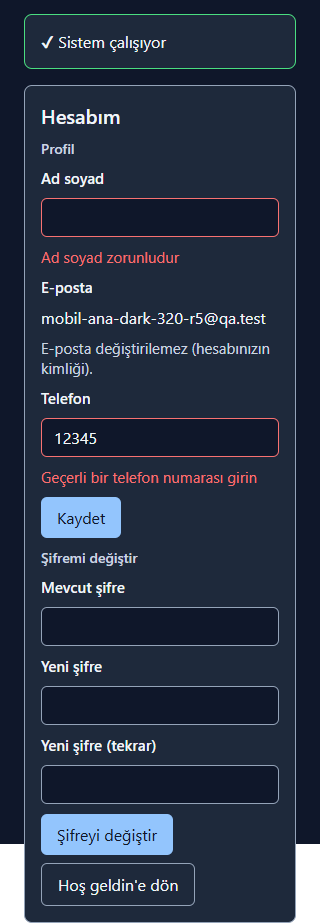 ✔ Sistem çalışıyor
Hesabım
Profil
Ad soyad
Ad soyad zorunludur
E-posta
mobil-ana-dark-320-r5@qa.test
E-posta değiştirilemez (hesabınızın
kimliği).
Telefon
12345
Geçerli bir telefon numarası girin
Kaydet
Şifremi değiştir
Mevcut şifre
Yeni şifre
Yeni şifre (tekrar)
Şifreyi değiştir
Hoş geldin'e dön